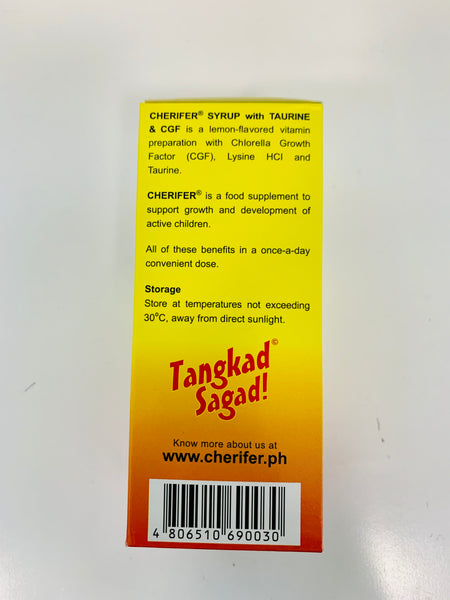 CHERIFER® SYRUP with TAURINE
& CGF is a lemon-flavored vitamin
preparation with Chlorella Growth
Factor (CGF), Lysine HCl and
Taurine.
CHERIFER® is a food supplement to
support growth and development of
active children.
All of these benefits in a once-a-day
convenient dose.
Storage
Store at temperatures not exceeding
30°C, away from direct sunlight.
Tangkad©
Sagad!
Know more about us at
www.cherifer.ph
4 806510 690030